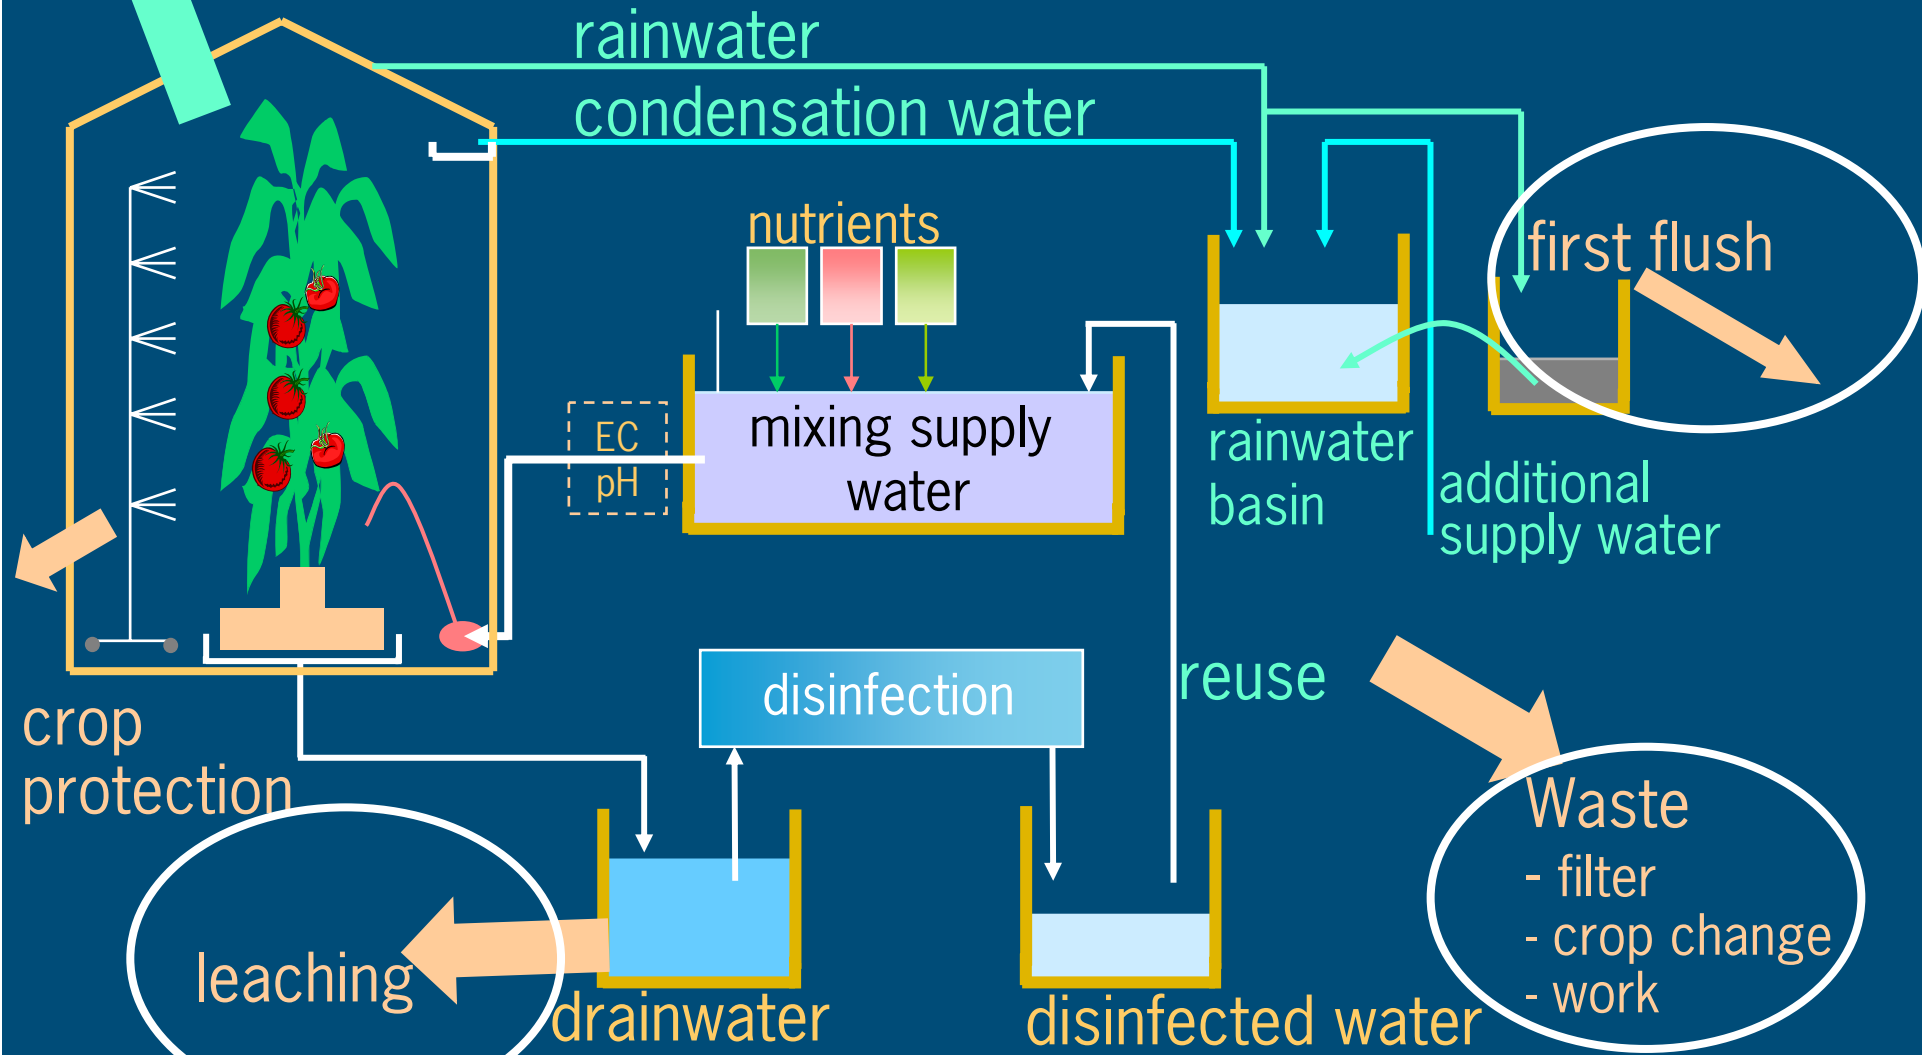 rainwater
condensation water
nutrients
first flush
EC
pH
mixing supply
water
rainwater
basin
additional
supply water
disinfection
reuse
crop
protection
Waste
- filter
- crop change
- work
leaching
drainwater
disinfected water